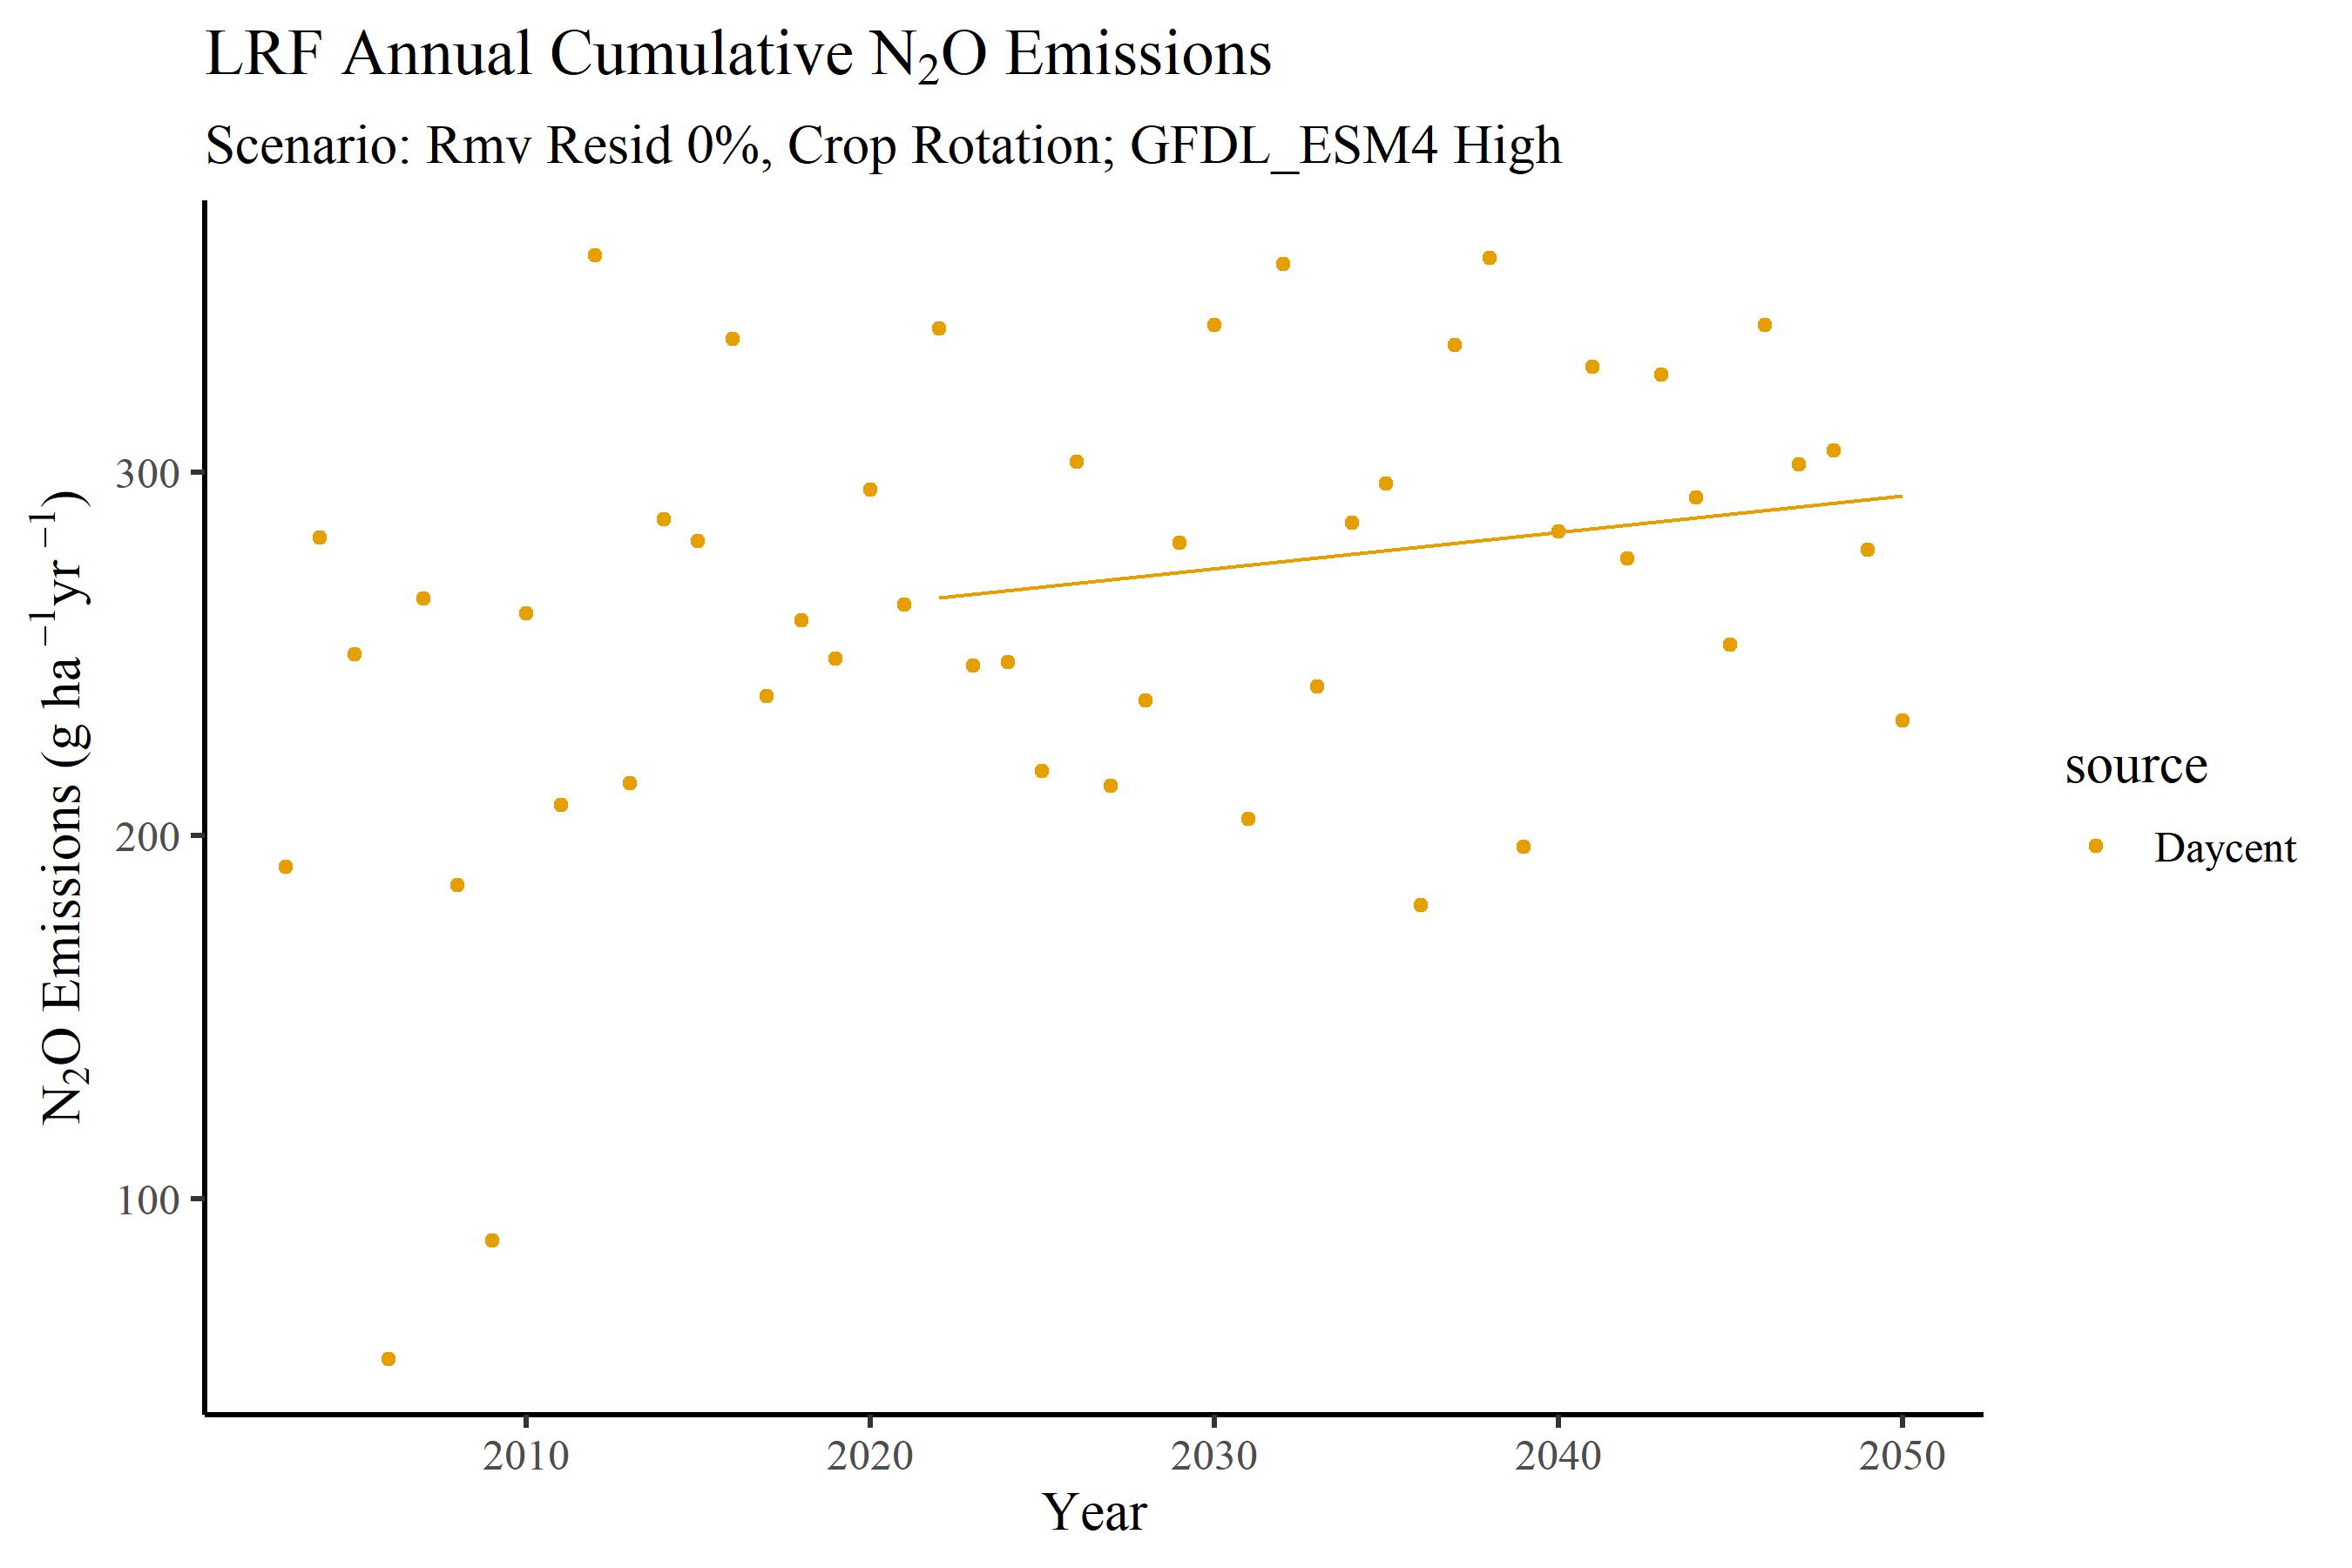 LRF Annual Cumulative N₂O Emissions
Scenario: Rmv Resid 0%, Crop Rotation; GFDL_ESM4 High
N₂O Emissions (g ha ⁻¹yr ⁻¹)
300
200
100
2010
2020
2030
2040
2050
Year
source
Daycent